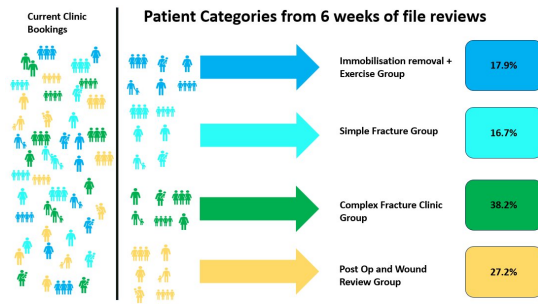 Current Clinic
Bookings
Patient Categories from 6 weeks of file reviews
Immobilisation removal +
Exercise Group
17.9%
Simple Fracture Group
16.7%
Complex Fracture Clinic
Group
38.2%
Post Op and Wound
Review Group
27.2%